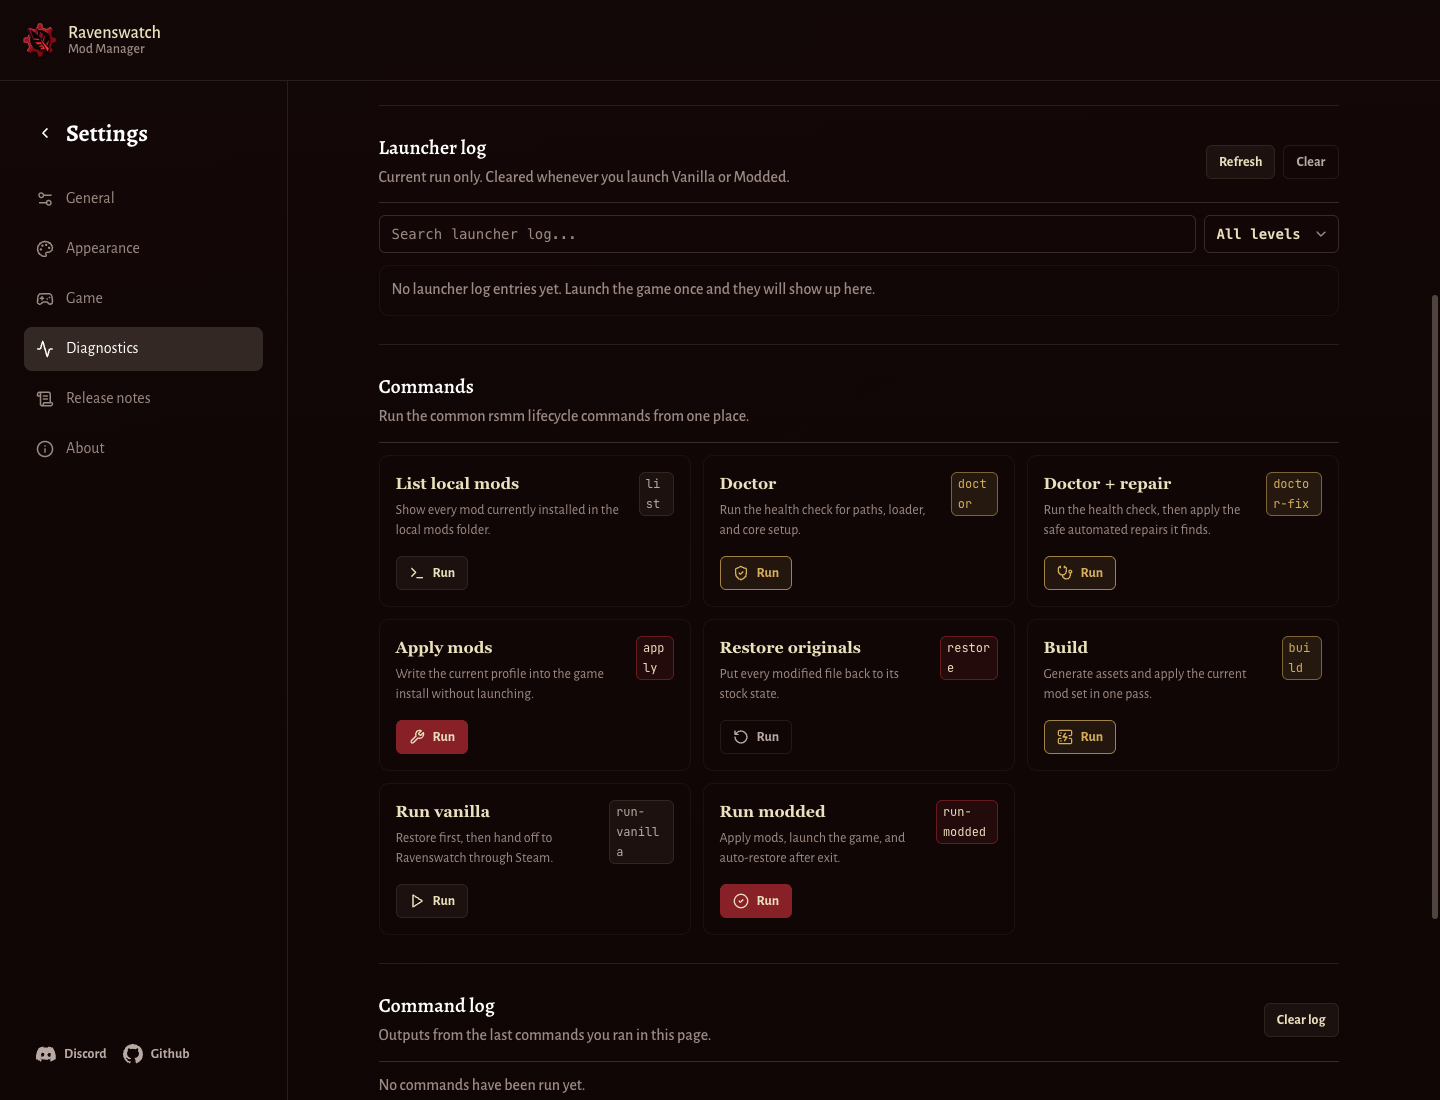 Ravenswatch
Mod Manager
Settings
General
Appearance
Game
Diagnostics
Release notes
About
Discord
Github
Launcher log
Current run only. Cleared whenever you launch Vanilla or Modded.
Refresh
Clear
Search launcher log...
All levels
No launcher log entries yet. Launch the game once and they will show up here.
Commands
Run the common rsmm lifecycle commands from one place.
List local mods
li
st
Show every mod currently installed in the
local mods folder.
Run
Doctor
doct
or
Run the health check for paths, loader,
and core setup.
Run
Doctor + repair
docto
r-fix
Run the health check, then apply the
safe automated repairs it finds.
Run
Apply mods
app
ly
Write the current profile into the game
install without launching.
Run
Restore originals
restor
e
Put every modified file back to its
stock state.
Run
Build
bui
ld
Generate assets and apply the current
mod set in one pass.
Run
Run vanilla
run-
vanill
a
Restore first, then hand off to
Ravenswatch through Steam.
Run
Run modded
run-
modded
Apply mods, launch the game, and
auto-restore after exit.
Run
Command log
Outputs from the last commands you ran in this page.
Clear log
No commands have been run yet.